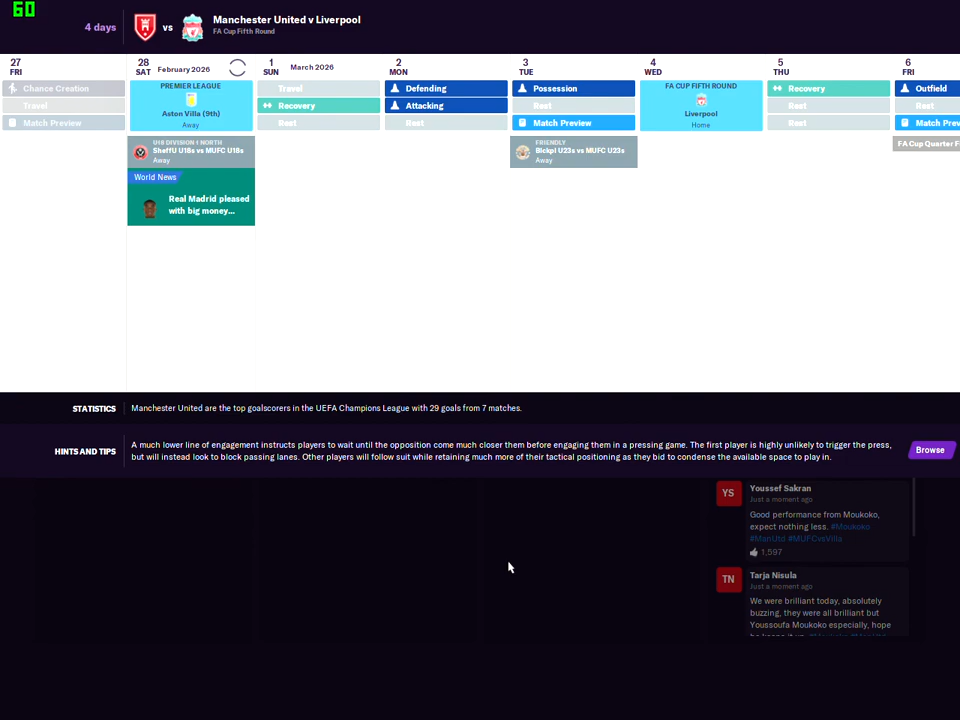 60
4 days
vs
Manchester United v Liverpool
FA Cup Fifth Round
27
FRI
28
SAT
February 2026
1
SUN
March 2026
2
MON
3
TUE
4
WED
5
THU
6
FRI
Chance Creation
Travel
Match Preview
PREMIER LEAGUE
Aston Villa (9th)
Away
Travel
Recovery
Rest
Defending
Attacking
Rest
Possession
Rest
Match Preview
FA CUP FIFTH ROUND
Liverpool
Home
Recovery
Rest
Rest
Outfield
Rest
Match Prev
U18 DIVISION 1 NORTH
SheffU U18s vs MUFC U18s
Away
FRIENDLY
Blckpl U23s vs MUFC U23s
Away
FA Cup Quarter F
World News
Real Madrid pleased
with big money...
STATISTICS
Manchester United are the top goalscorers in the UEFA Champions League with 29 goals from 7 matches.
HINTS AND TIPS
A much lower line of engagement instructs players to wait until the opposition come much closer them before engaging them in a pressing game. The first player is highly unlikely to trigger the press,
but will instead look to block passing lanes. Other players will follow suit while retaining much more of their tactical positioning as they bid to condense the available space to play in.
Browse
YS
Youssef Sakran
Just a moment ago
Good performance from Moukoko,
expect nothing less. #Moukoko
#ManUtd #MUFCvsVilla
1,597
TN
Tarja Nisula
Just a moment ago
We were brilliant today, absolutely
buzzing, they were all brilliant but
Youssoufa Moukoko especially, hope